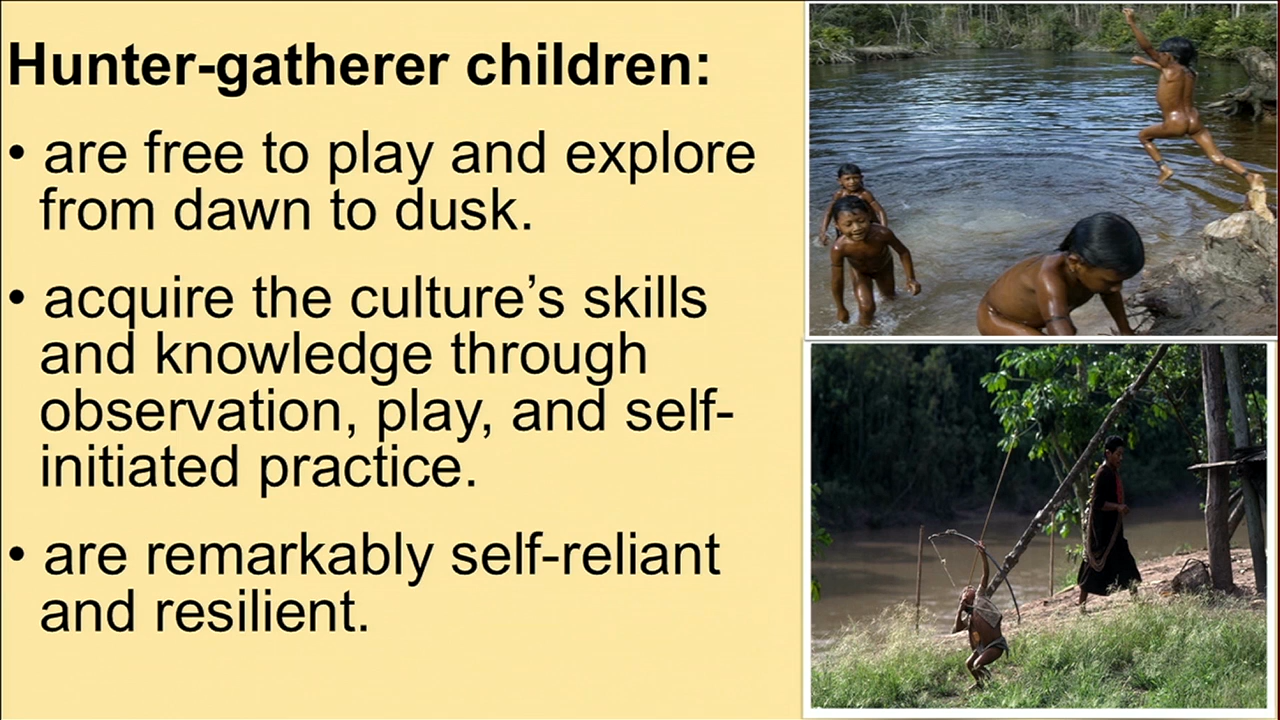 Hunter-gatherer children:
• are free to play and explore
from dawn to dusk.
• acquire the culture’s skills
and knowledge through
observation, play, and self-
initiated practice.
• are remarkably self-reliant
and resilient.